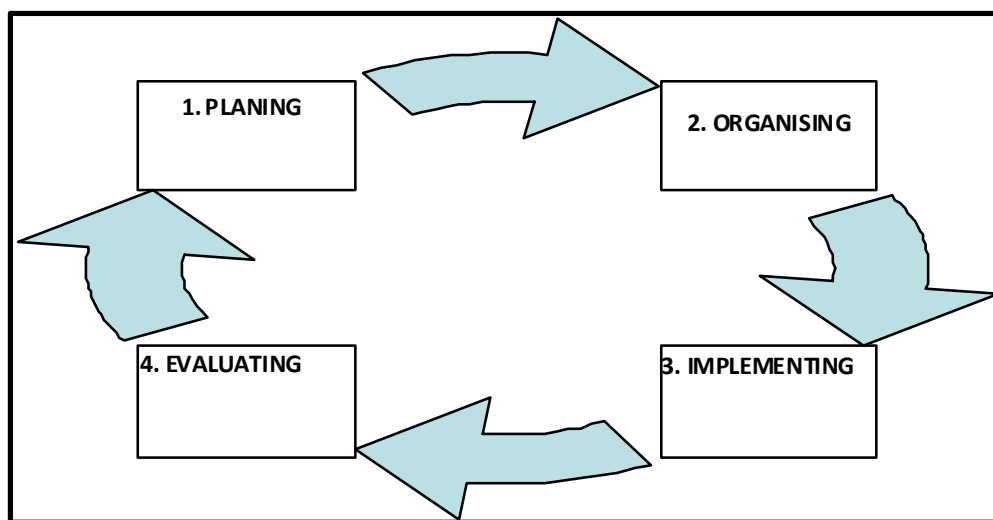 1. PLANING
2. ORGANISING
4. EVALUATING
3. IMPLEMENTING